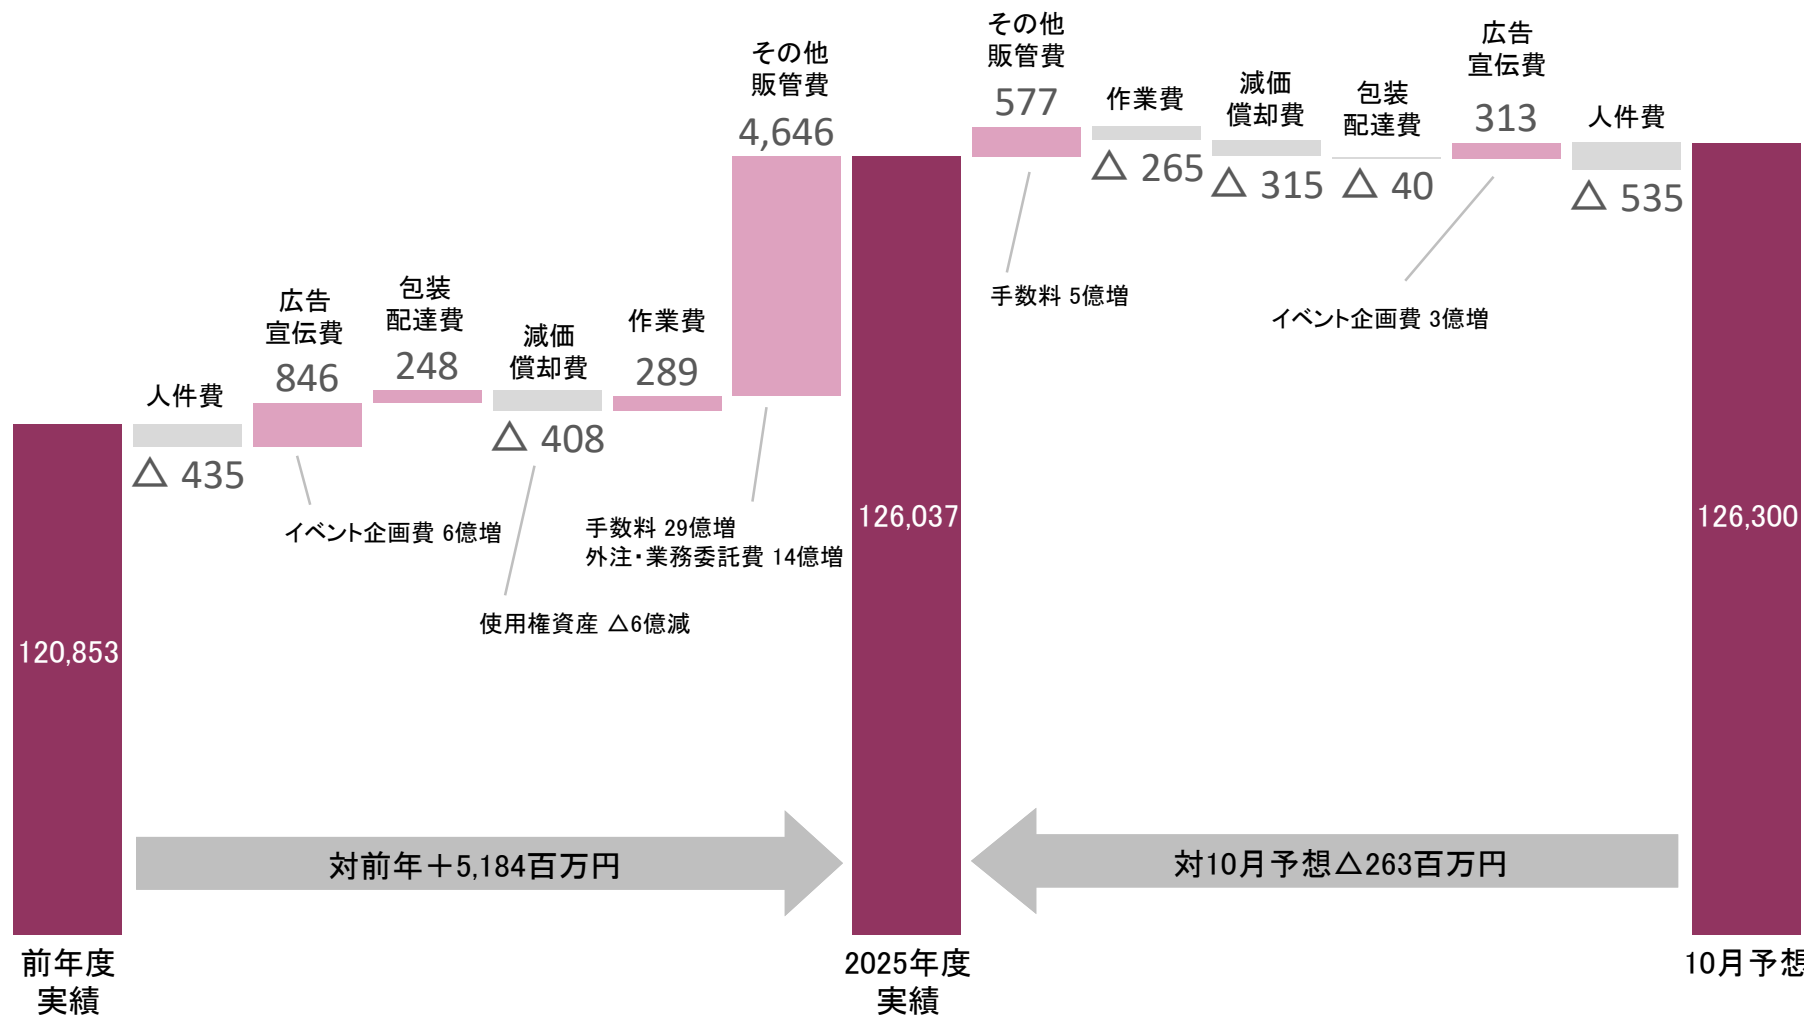 前年度
実績
120,853
人件費
△ 435
広告
宣伝費
846
イベント企画費 6億増
包装
配達費
248
減価
償却費
△ 408
使用権資産 △6億減
作業費
289
その他
販管費
4,646
手数料 29億増
外注・業務委託費 14億増
126,037
2025年度
実績
その他
販管費
577
手数料 5億増
作業費
△ 265
減価
償却費
△ 315
包装
配達費
△ 40
広告
宣伝費
313
イベント企画費 3億増
人件費
△ 535
126,300
10月予想
対前年＋5,184百万円
対10月予想△263百万円